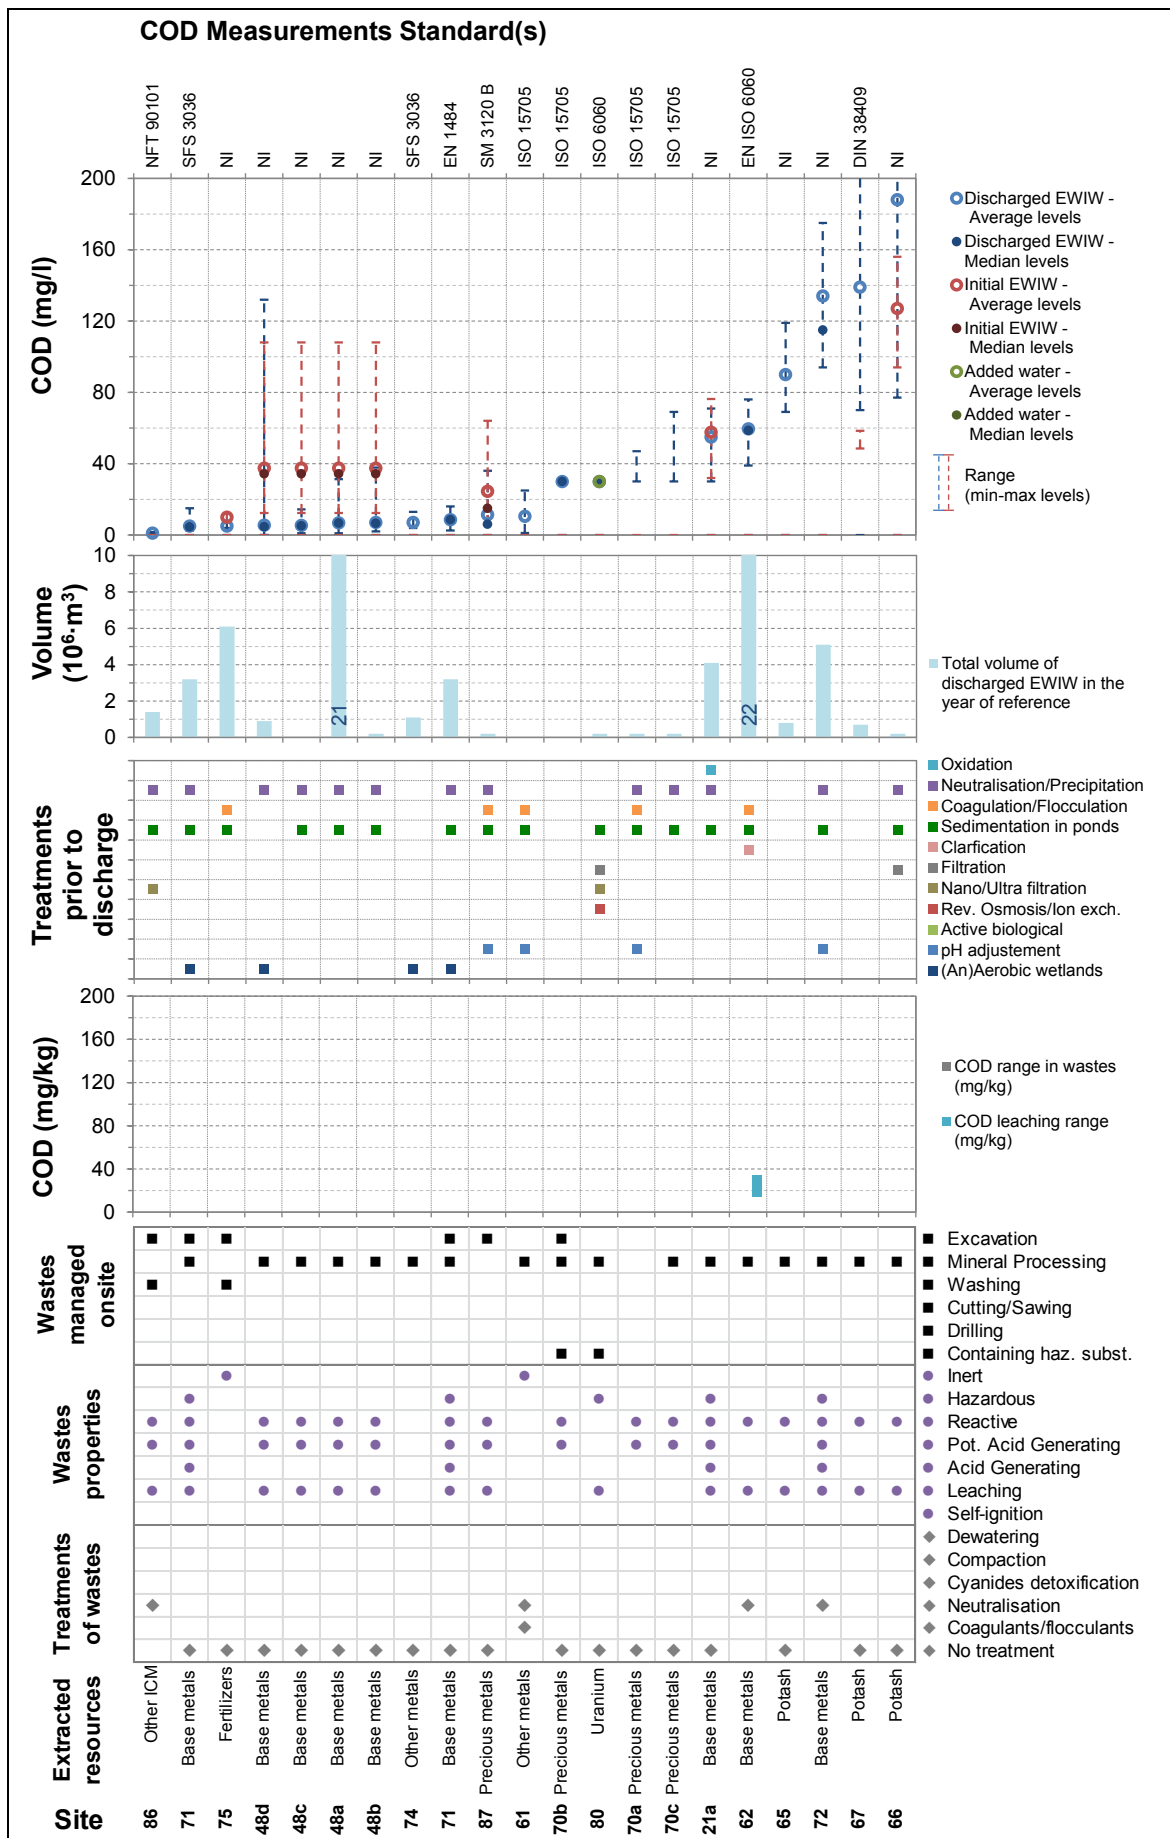 COD Measurements Standard(s)
NFT 90101
SFS 3036
NI
NI
NI
NI
NI
SFS 3036
EN 1484
SM 3120 B
ISO 15705
ISO 15705
ISO 6060
ISO 15705
ISO 15705
NI
EN ISO 6060
NI
NI
DIN 38409
NI
COD (mg/l)
200
160
120
80
40
0
Discharged EWIW -
Average levels
Discharged EWIW -
Median levels
Initial EWIW -
Average levels
Initial EWIW -
Median levels
Added water -
Average levels
Added water -
Median levels
Range
(min-max levels)
Volume
(10⁶·m³)
10
8
6
4
2
0
21
22
Total volume of
discharged EWIW in the
year of reference
Treatments
prior to
discharge
Oxidation
Neutralisation/Precipitation
Coagulation/Flocculation
Sedimentation in ponds
Clarfication
Filtration
Nano/Ultra filtration
Rev. Osmosis/Ion exch.
Active biological
pH adjustement
(An)Aerobic wetlands
COD (mg/kg)
200
160
120
80
40
0
COD range in wastes
(mg/kg)
COD leaching range
(mg/kg)
Wastes
managed
onsite
Excavation
Mineral Processing
Washing
Cutting/Sawing
Drilling
Containing haz. subst.
Wastes
properties
Inert
Hazardous
Reactive
Pot. Acid Generating
Acid Generating
Leaching
Self-ignition
Treatments
of wastes
Dewatering
Compaction
Cyanides detoxification
Neutralisation
Coagulants/flocculants
No treatment
Extracted
resources
Other ICM
Base metals
Fertilizers
Base metals
Base metals
Base metals
Base metals
Other metals
Base metals
Precious metals
Other metals
Precious metals
Uranium
Precious metals
Precious metals
Base metals
Base metals
Potash
Base metals
Potash
Potash
Site
86
71
75
48d
48c
48a
48b
74
71
87
61
70b
80
70a
70c
21a
62
65
72
67
66